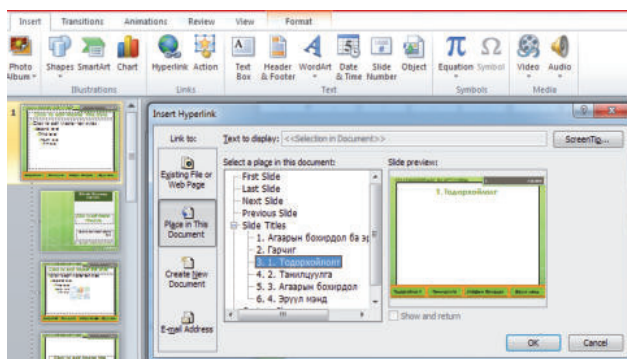 Insert Transitions Animations Review View Format
Photo Album
Shapes SmartArt Chart
Hyperlink Action
Text Box
Header & Footer
WordArt
Date & Time
Slide Number
Object
Equation Symbol
Video Audio
Illustrations Links Text Symbols Media
1
Insert Hyperlink
Link to:
Text to display: <<Selection in Document>>
ScreenTip...
Existing File or Web Page
Place in This Document
Create New Document
E-mail Address
Select a place in this document:
First Slide
Last Slide
Next Slide
Previous Slide
Slide Titles
1. Агаарын бохирдол ба эр
2. Гарчиг
3. 1. Тодорхойлолт
4. 2. Танилцуулга
5. 3. Агаарын бохирдол
6. 4. Эрүүл мэнд
Slide preview:
1. Тодорхойлолт
Show and return
OK Cancel